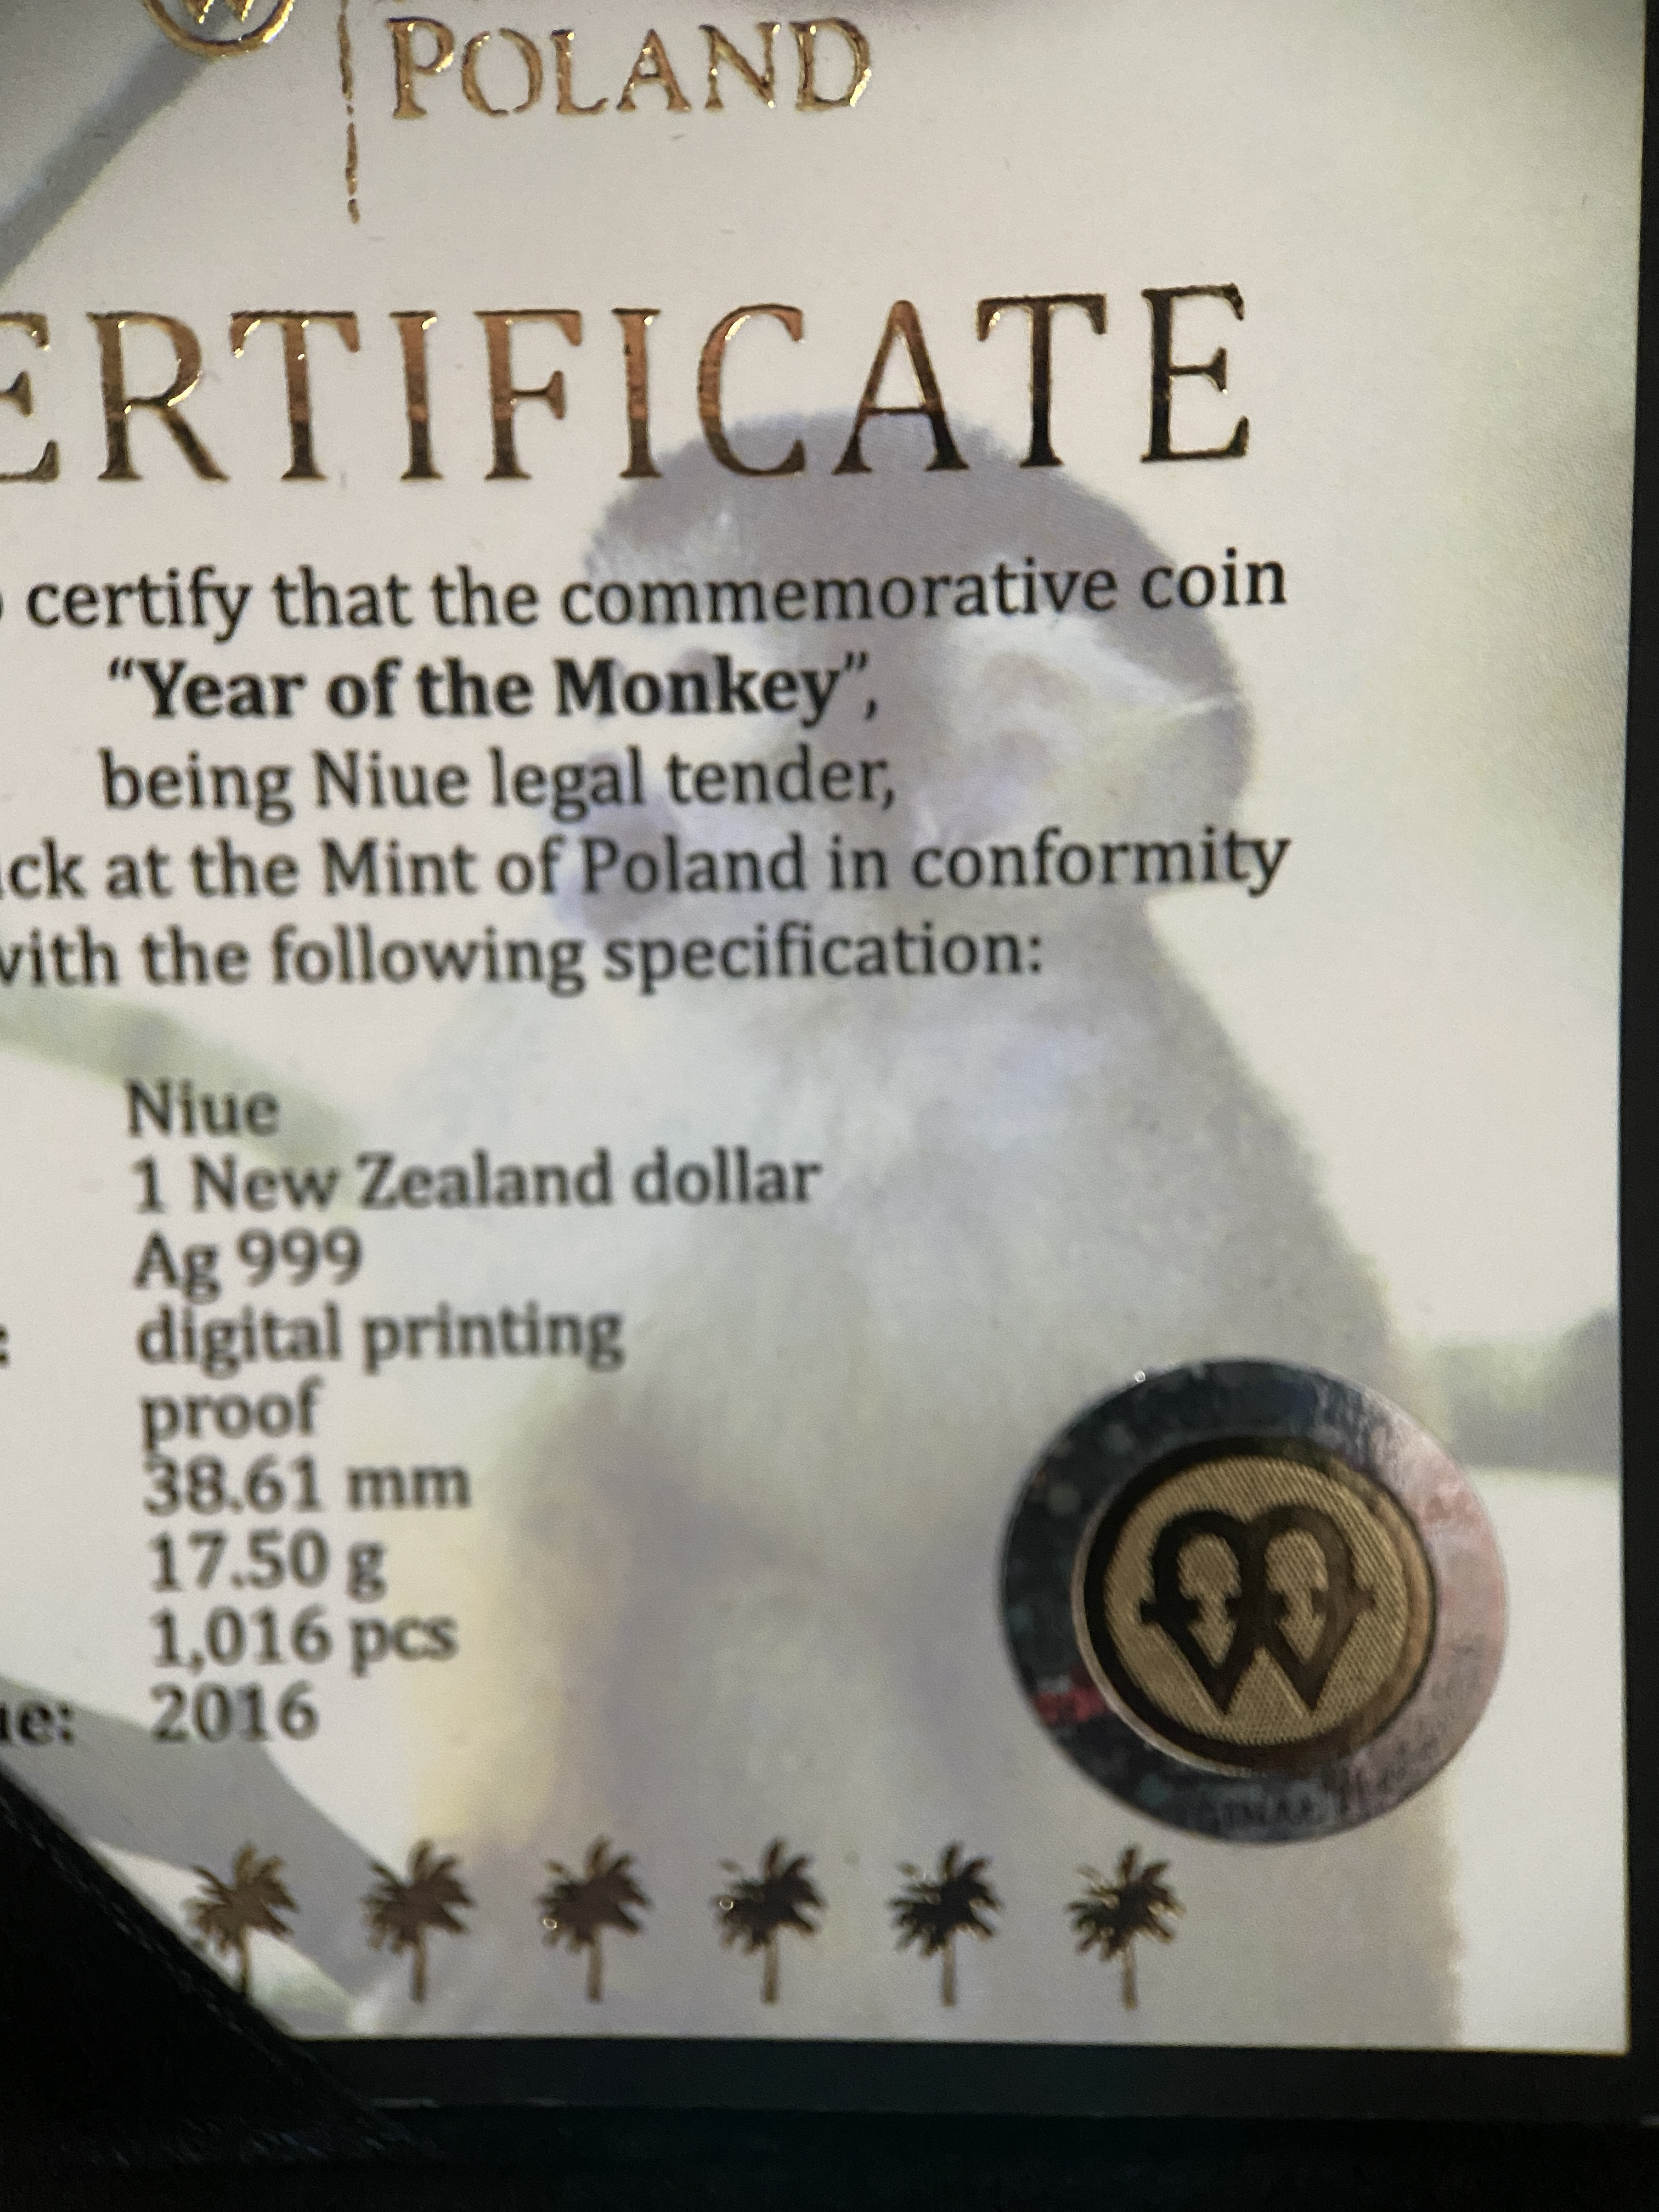 POLAND
ERTIFICATE
certify that the commemorative coin
“Year of the Monkey”,
being Niue legal tender,
ck at the Mint of Poland in conformity
with the following specification:
Niue
1 New Zealand dollar
Ag 999
: digital printing
proof
38.61 mm
17.50 g
1,016 pcs
ue: 2016